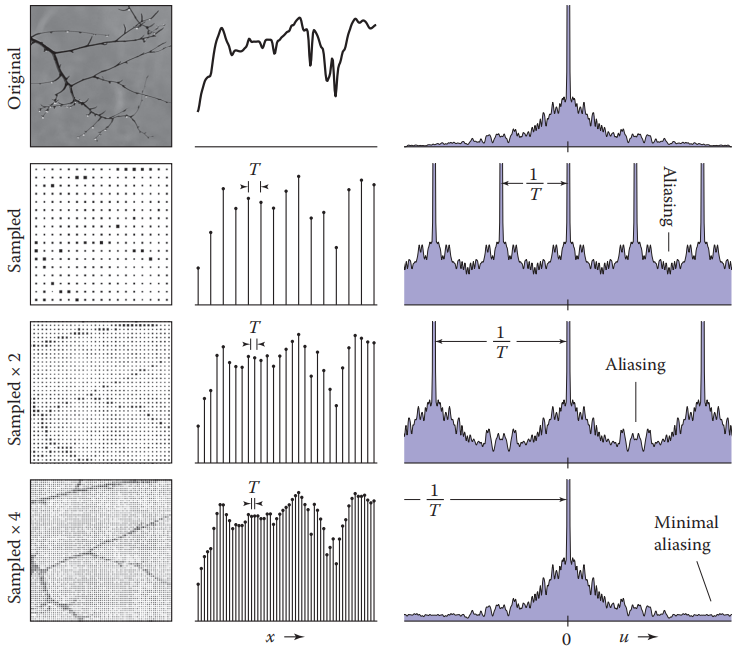 Original
Sampled
T
1
T
Aliasing
Sampled × 2
T
1
T
Aliasing
Sampled × 4
T
1
T
Minimal
aliasing
x
0
u